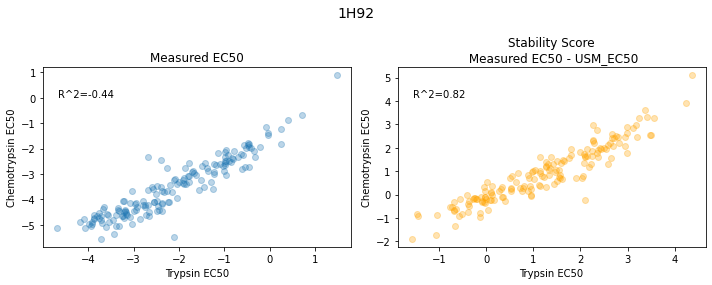 1H92
Measured EC50
R^2=-0.44
Chemotrypsin EC50
1
0
−1
−2
−3
−4
−5
−4
−3
−2
−1
0
1
Trypsin EC50
Stability Score
Measured EC50 - USM_EC50
R^2=0.82
Chemotrypsin EC50
5
4
3
2
1
0
−1
−2
−1
0
1
2
3
4
Trypsin EC50